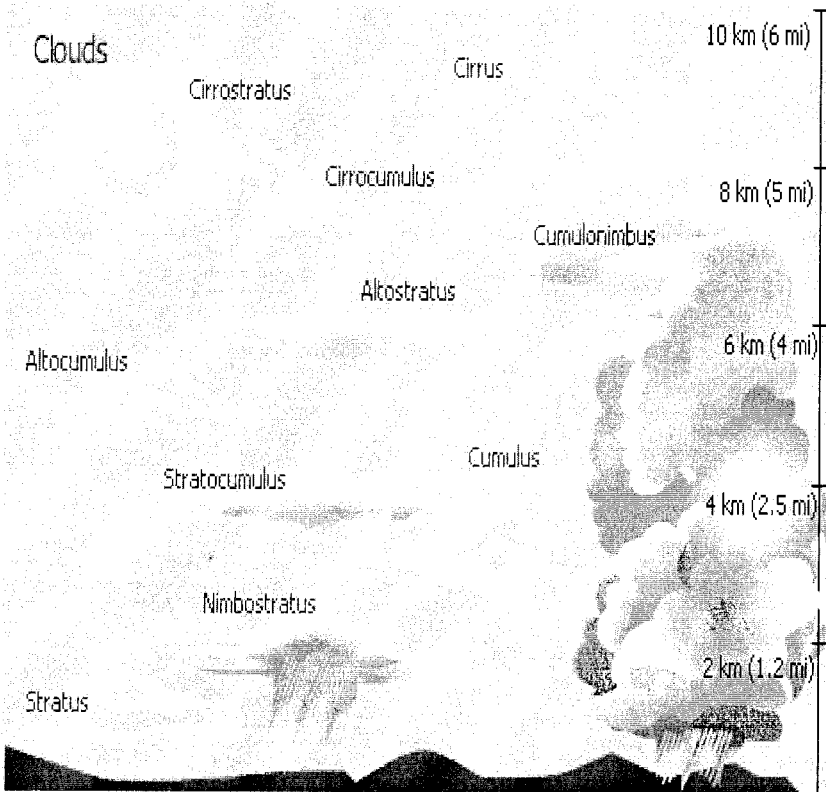 Clouds
10 km (6 mi)
Cirrus
Cirrostratus
Cirrocumulus
8 km (5 mi)
Cumulonimbus
Altostratus
6 km (4 mi)
Altocumulus
Cumulus
Stratocumulus
4 km (2.5 mi)
Nimbostratus
2 km (1.2 mi)
Stratus